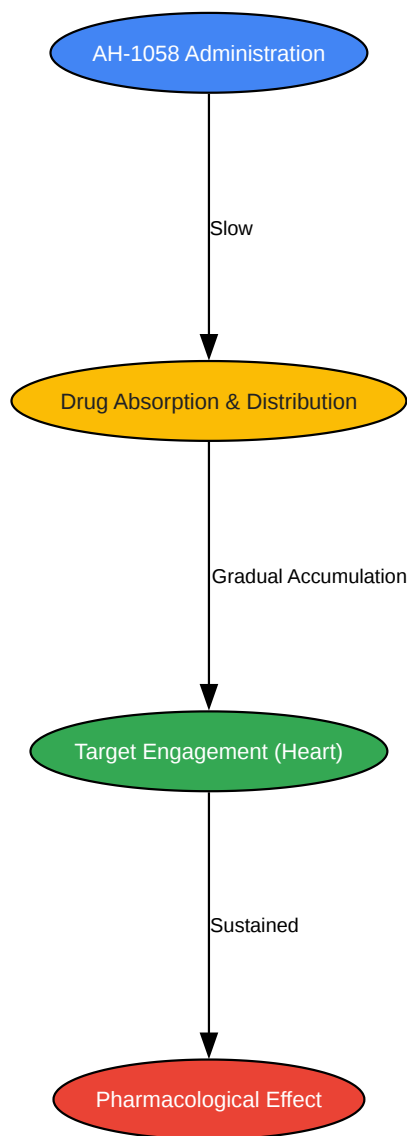 AH-1058 Administration
Slow
Drug Absorption & Distribution
Gradual Accumulation
Target Engagement (Heart)
Sustained
Pharmacological Effect